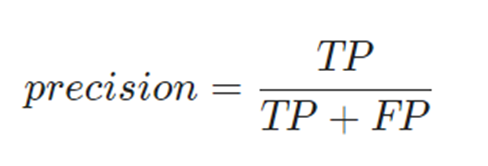 precision = TP / TP + FP